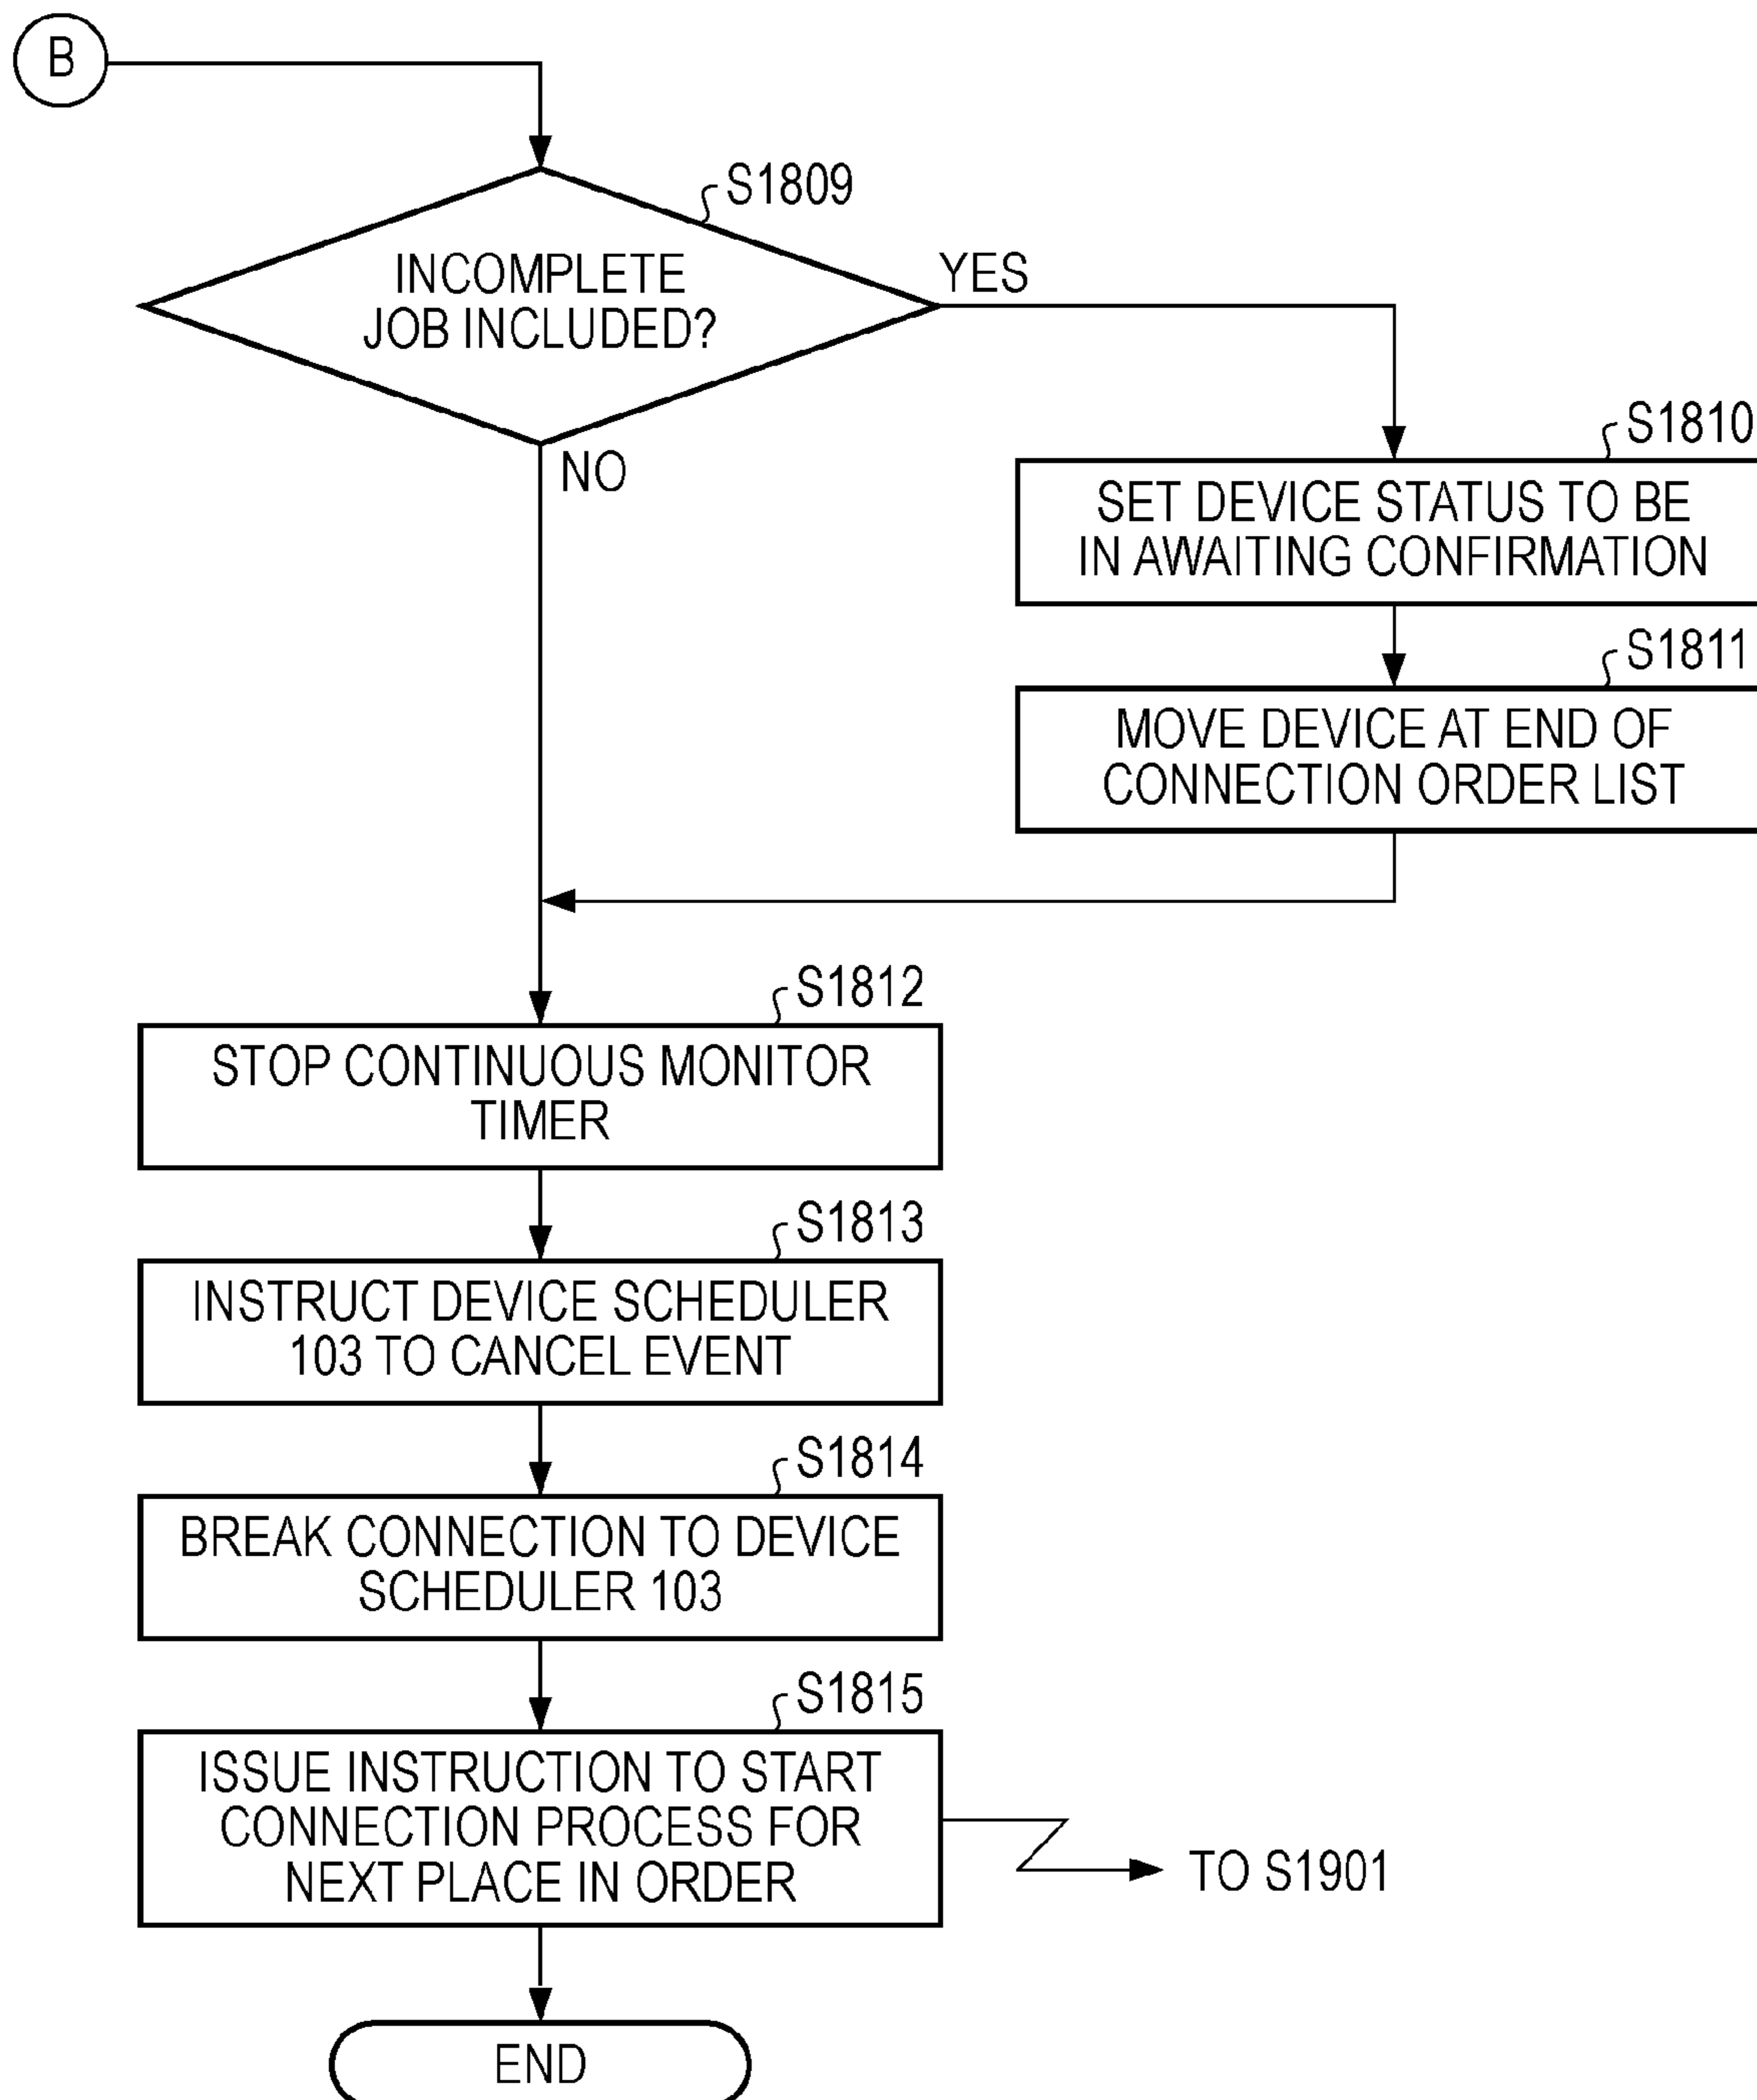 B
S1809
INCOMPLETE
JOB INCLUDED?
YES
NO
S1810
SET DEVICE STATUS TO BE
IN AWAITING CONFIRMATION
S1811
MOVE DEVICE AT END OF
CONNECTION ORDER LIST
S1812
STOP CONTINUOUS MONITOR
TIMER
S1813
INSTRUCT DEVICE SCHEDULER
103 TO CANCEL EVENT
S1814
BREAK CONNECTION TO DEVICE
SCHEDULER 103
S1815
ISSUE INSTRUCTION TO START
CONNECTION PROCESS FOR
NEXT PLACE IN ORDER
TO S1901
END